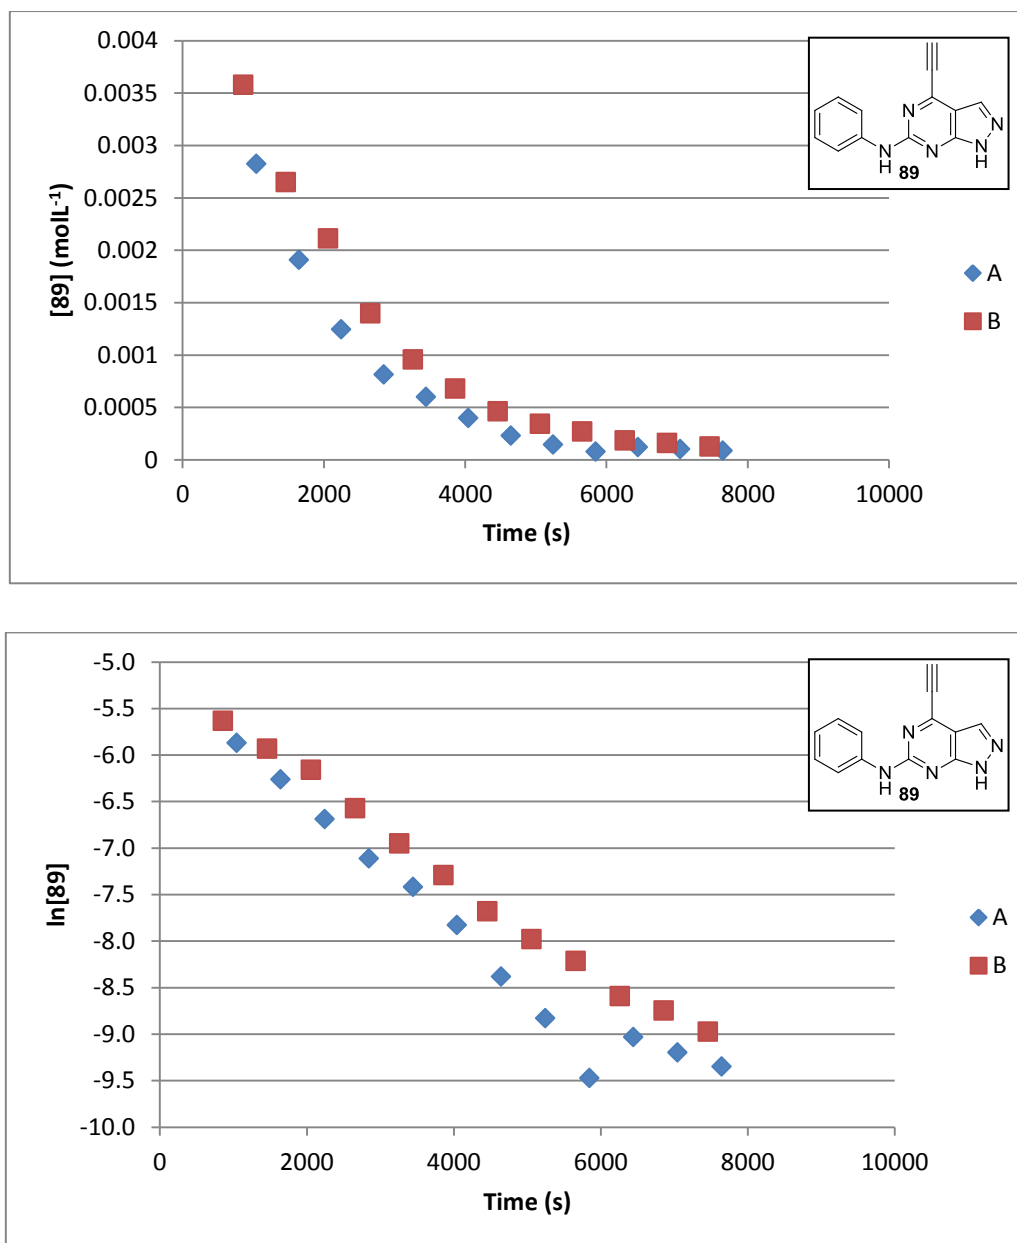 0.004
0.0035
0.003
0.0025
0.002
0.0015
0.001
0.0005
0
0 2000 4000 6000 8000 10000
[89] (molL-1)
Time (s)
N
N
N
N
H
N
N
H
89
A
B
-5.0
-5.5
-6.0
-6.5
-7.0
-7.5
-8.0
-8.5
-9.0
-9.5
-10.0
0 2000 4000 6000 8000 10000
ln[89]
Time (s)
N
N
N
N
H
N
N
H
89
A
B